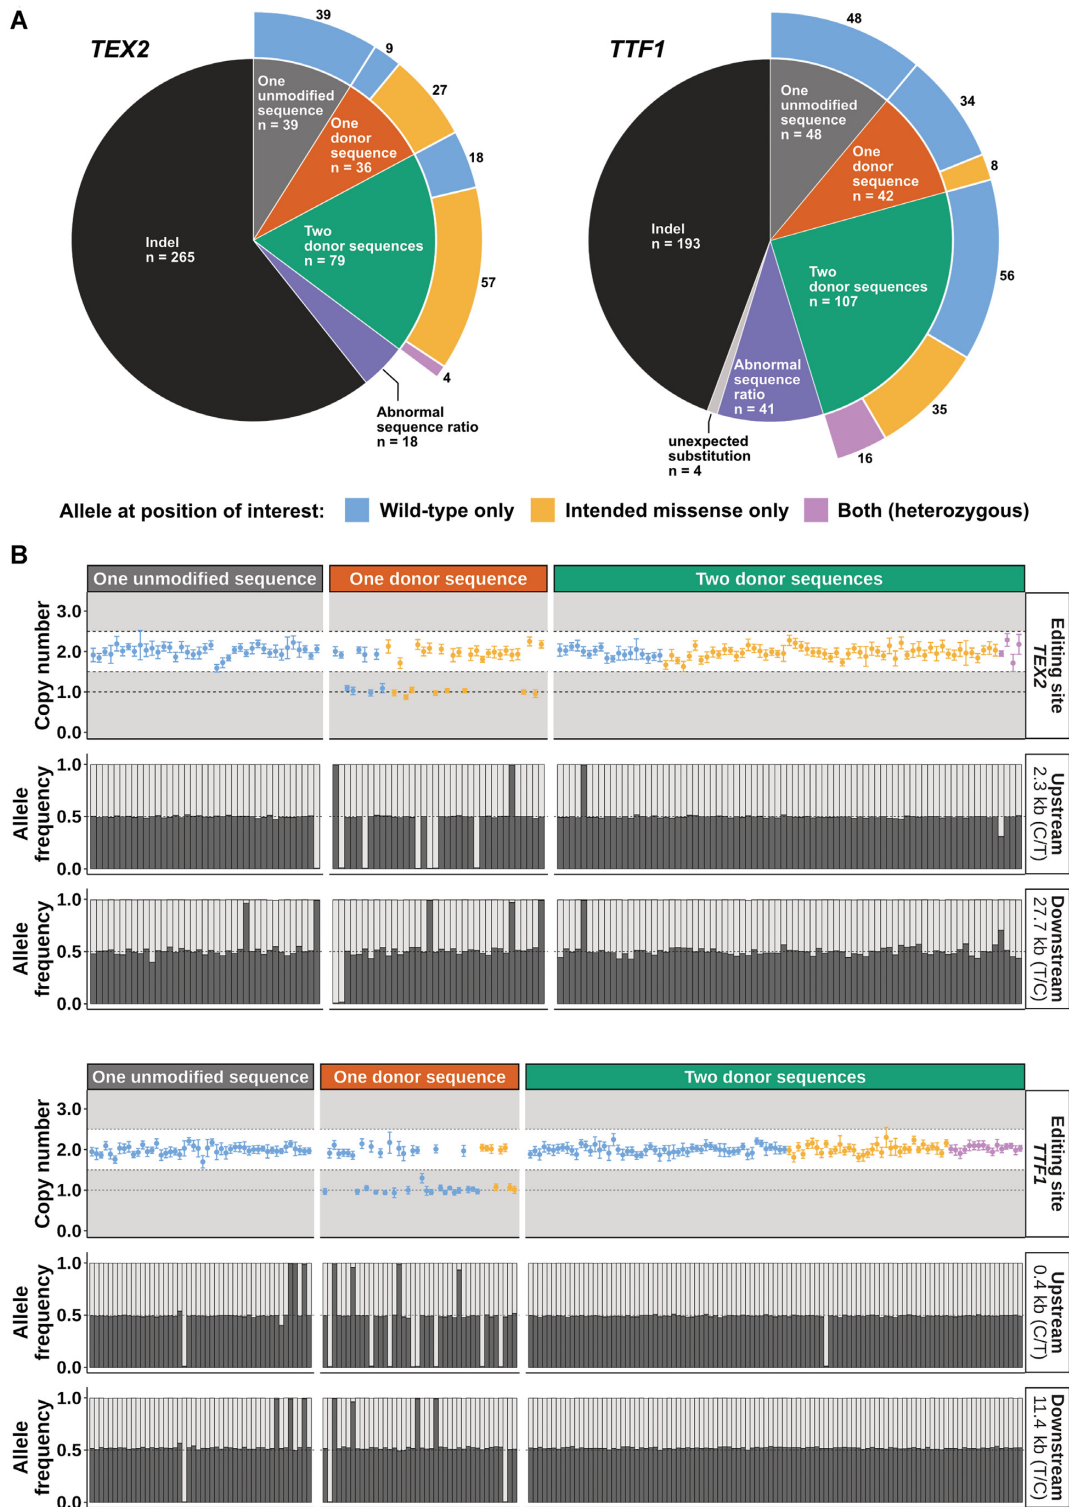 A
TEX2
39
9
27
18
57
4
One
unmodified
sequence
n = 39
One
donor
sequence
n = 36
Two
donor sequences
n = 79
Indel
n = 265
Abnormal
sequence ratio
n = 18
TTF1
48
34
8
56
35
16
One
unmodified
sequence
n = 48
One
donor
sequence
n = 42
Two
donor sequences
n = 107
Indel
n = 193
Abnormal
sequence
ratio
n = 41
unexpected
substitution
n = 4
Allele at position of interest: Wild-type only Intended missense only Both (heterozygous)
B
One unmodified sequence One donor sequence Two donor sequences
Copy number
3.0
2.0
1.0
0.0
Editing site
TEX2
Allele
frequency
1.0
0.5
0.0
Upstream
2.3 kb (C/T)
Allele
frequency
1.0
0.5
0.0
Downstream
27.7 kb (T/C)
One unmodified sequence One donor sequence Two donor sequences
Copy number
3.0
2.0
1.0
0.0
Editing site
TTF1
Allele
frequency
1.0
0.5
0.0
Upstream
0.4 kb (C/T)
Allele
frequency
1.0
0.5
0.0
Downstream
11.4 kb (T/C)